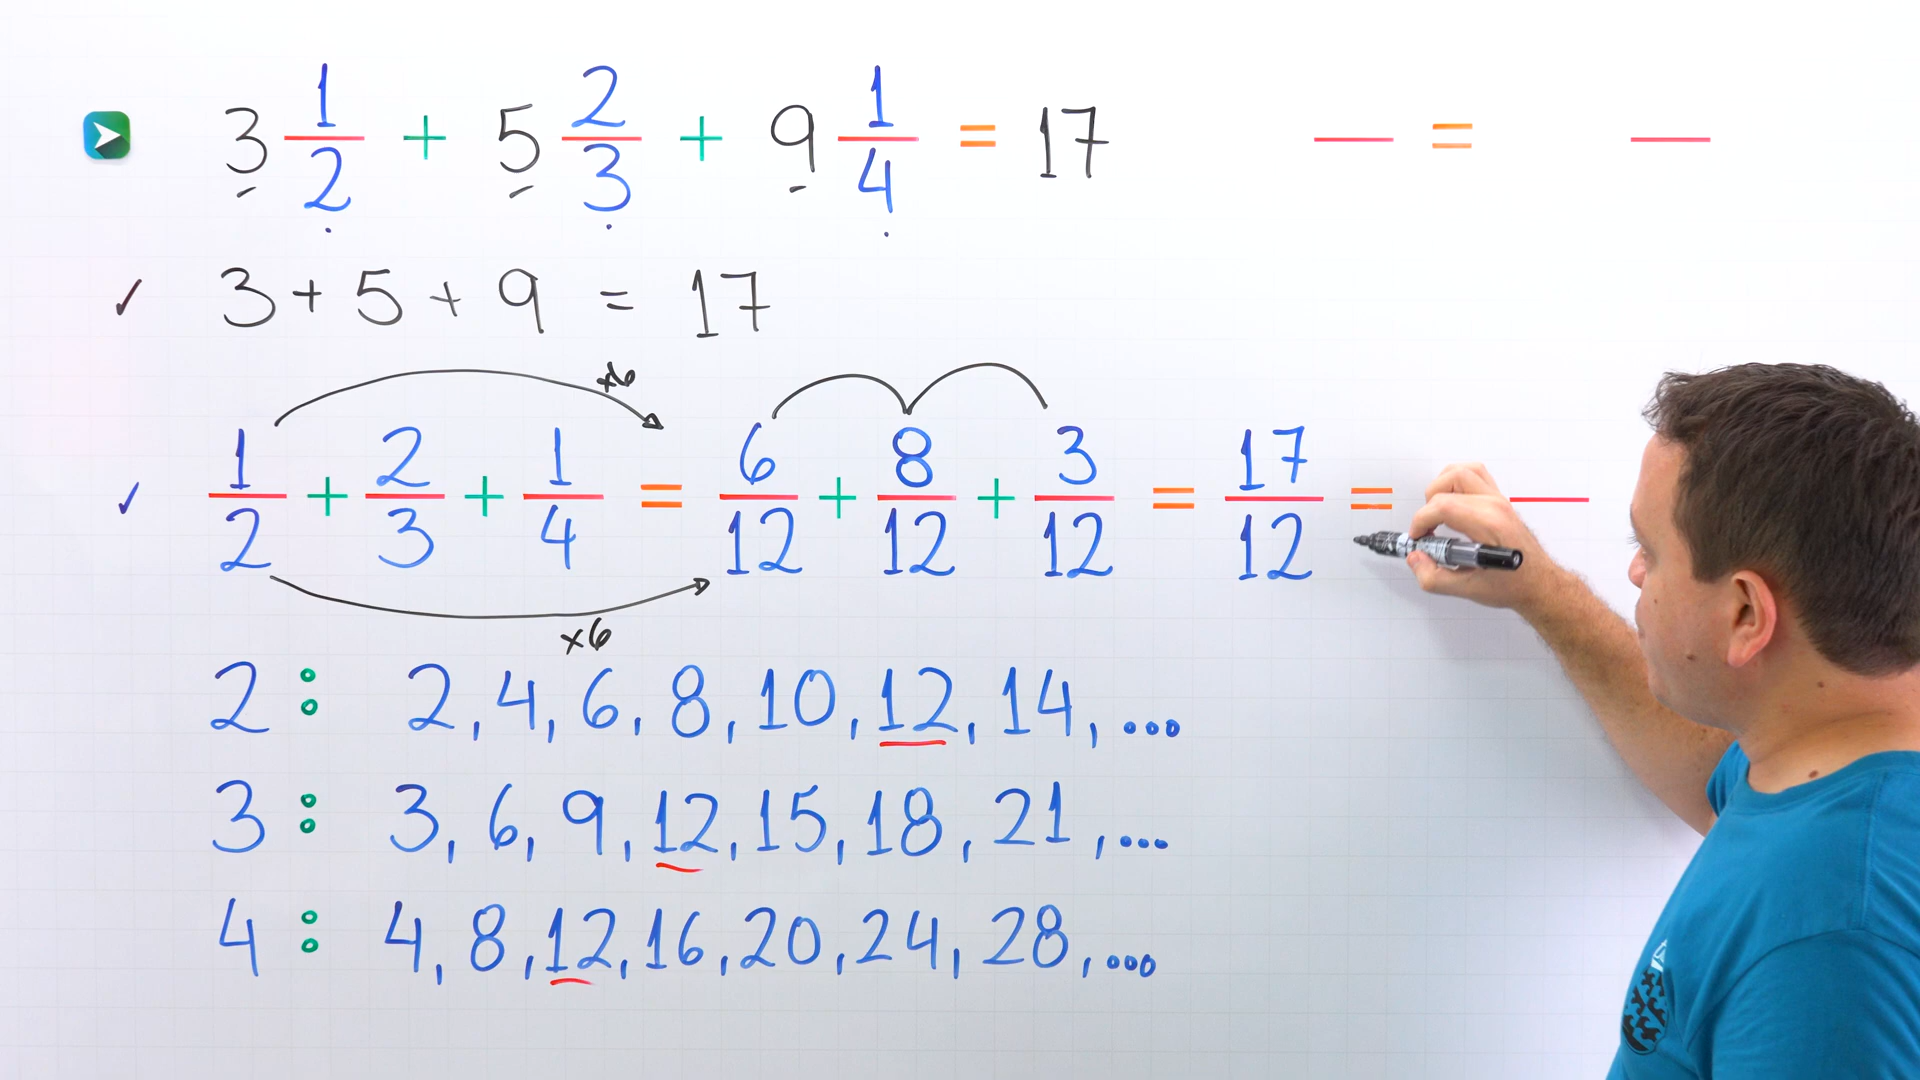 3 1/2 + 5 2/3 + 9 1/4 = 17 — = —
✓ 3 + 5 + 9 = 17
x6
✓ 1/2 + 2/3 + 1/4 = 6/12 + 8/12 + 3/12 = 17/12 = —
x6
2 : 2, 4, 6, 8, 10, 12, 14, ...
3 : 3, 6, 9, 12, 15, 18, 21, ...
4 : 4, 8, 12, 16, 20, 24, 28, ...